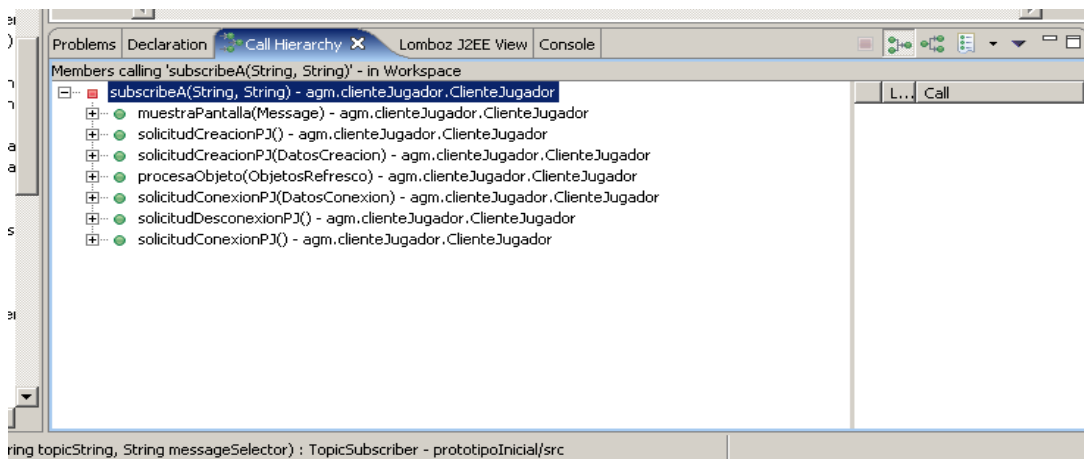 Problems Declaration Call Hierarchy Lomboz J2EE View Console
Members calling 'subscribeA(String, String)' - in Workspace
subscribeA(String, String) - agm.clienteJugador.ClienteJugador
L... Call
muestraPantalla(Message) - agm.clienteJugador.ClienteJugador
solicitudCreacionPJ() - agm.clienteJugador.ClienteJugador
solicitudCreacionPJ(DatosCreacion) - agm.clienteJugador.ClienteJugador
procesaObjeto(ObjetosRefresco) - agm.clienteJugador.ClienteJugador
solicitudConexionPJ(DatosConexion) - agm.clienteJugador.ClienteJugador
solicitudDesconexionPJ() - agm.clienteJugador.ClienteJugador
solicitudConexionPJ() - agm.clienteJugador.ClienteJugador
ring topicString, String messageSelector) : TopicSubscriber - prototipoInicial/src